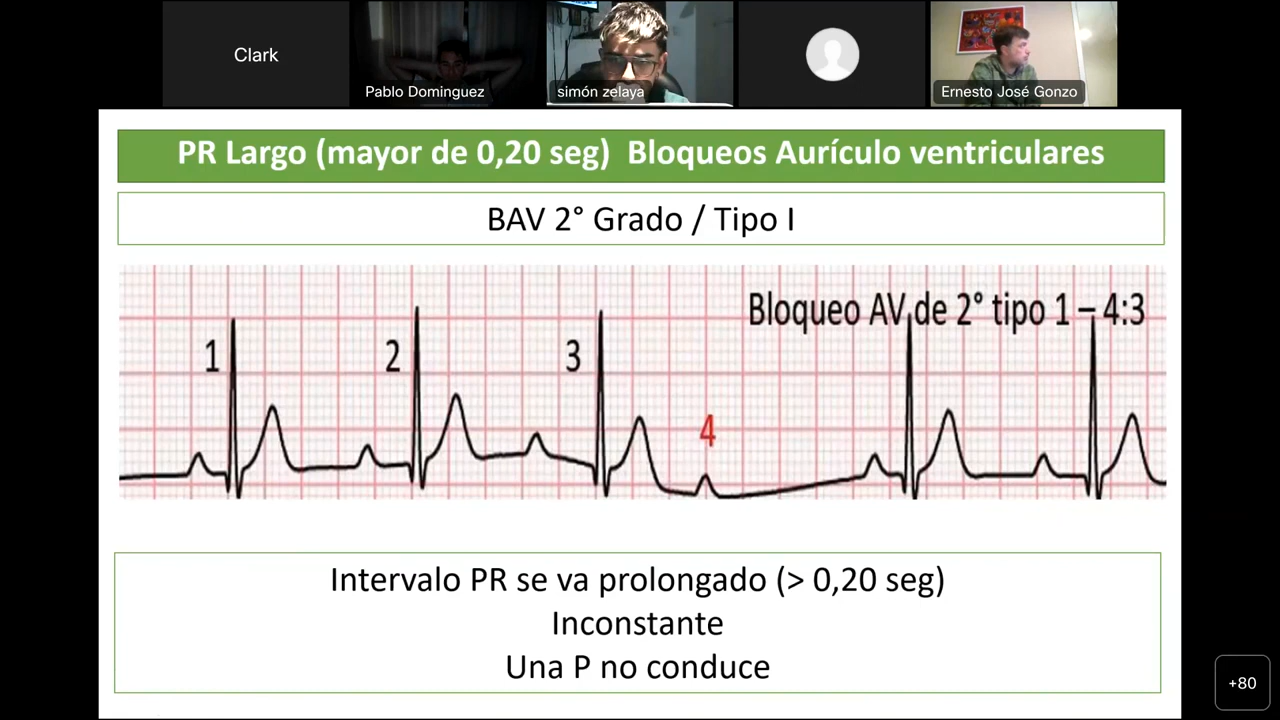 Clark
Pablo Dominguez
simón zelaya
Ernesto José Gonzo
PR Largo (mayor de 0,20 seg) Bloqueos Aurículo ventriculares
BAV 2° Grado / Tipo I
Bloqueo AV de 2° tipo 1 – 4:3
1
2
3
4
Intervalo PR se va prolongado (> 0,20 seg)
Inconstante
Una P no conduce
+80